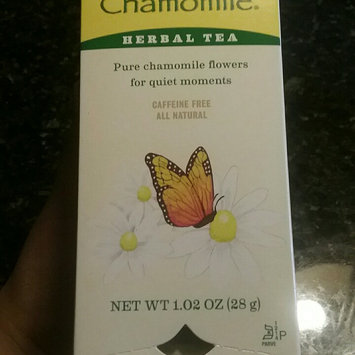 Chamomile®
HERBAL TEA
Pure chamomile flowers
for quiet moments
CAFFEINE FREE
ALL NATURAL
NET WT 1.02 OZ (28 g)
P
PARVE